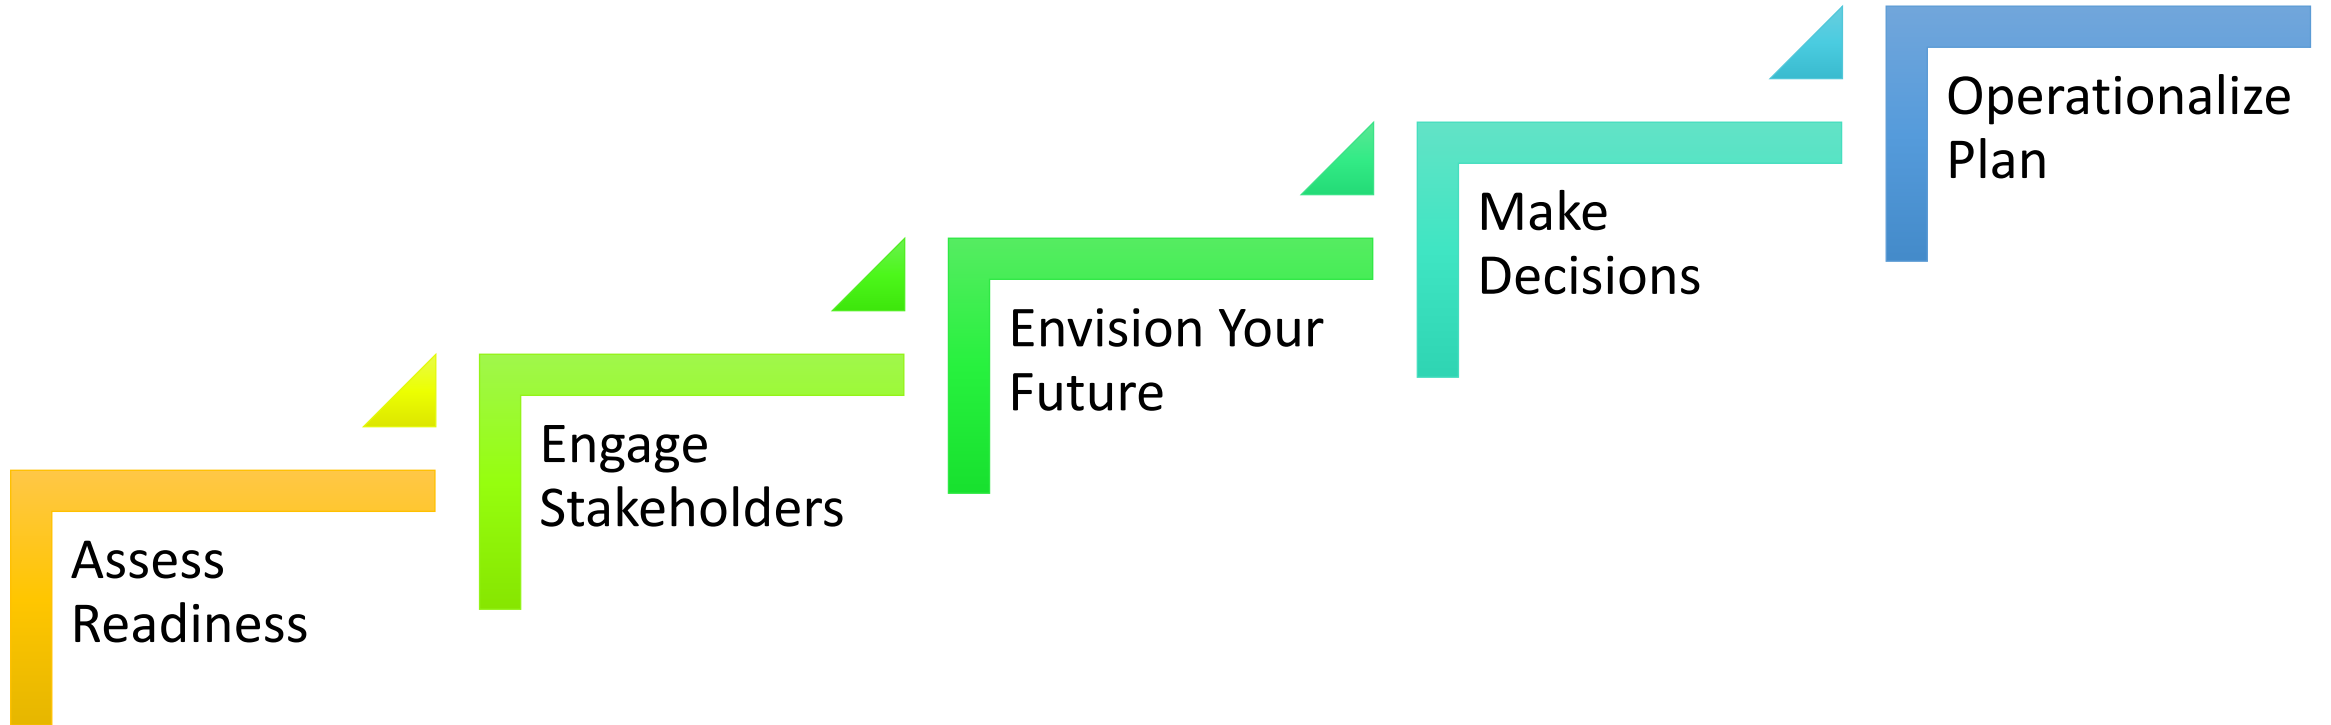 Assess
Readiness
Engage
Stakeholders
Envision Your
Future
Make
Decisions
Operationalize
Plan